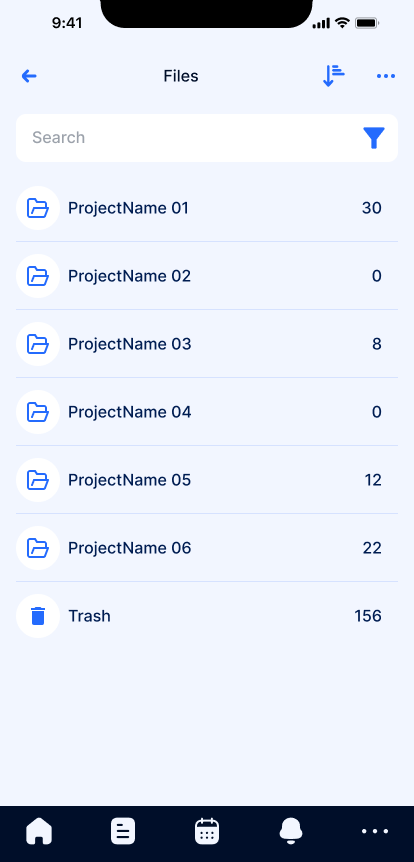 9:41
Files
Search
ProjectName 01 30
ProjectName 02 0
ProjectName 03 8
ProjectName 04 0
ProjectName 05 12
ProjectName 06 22
Trash 156